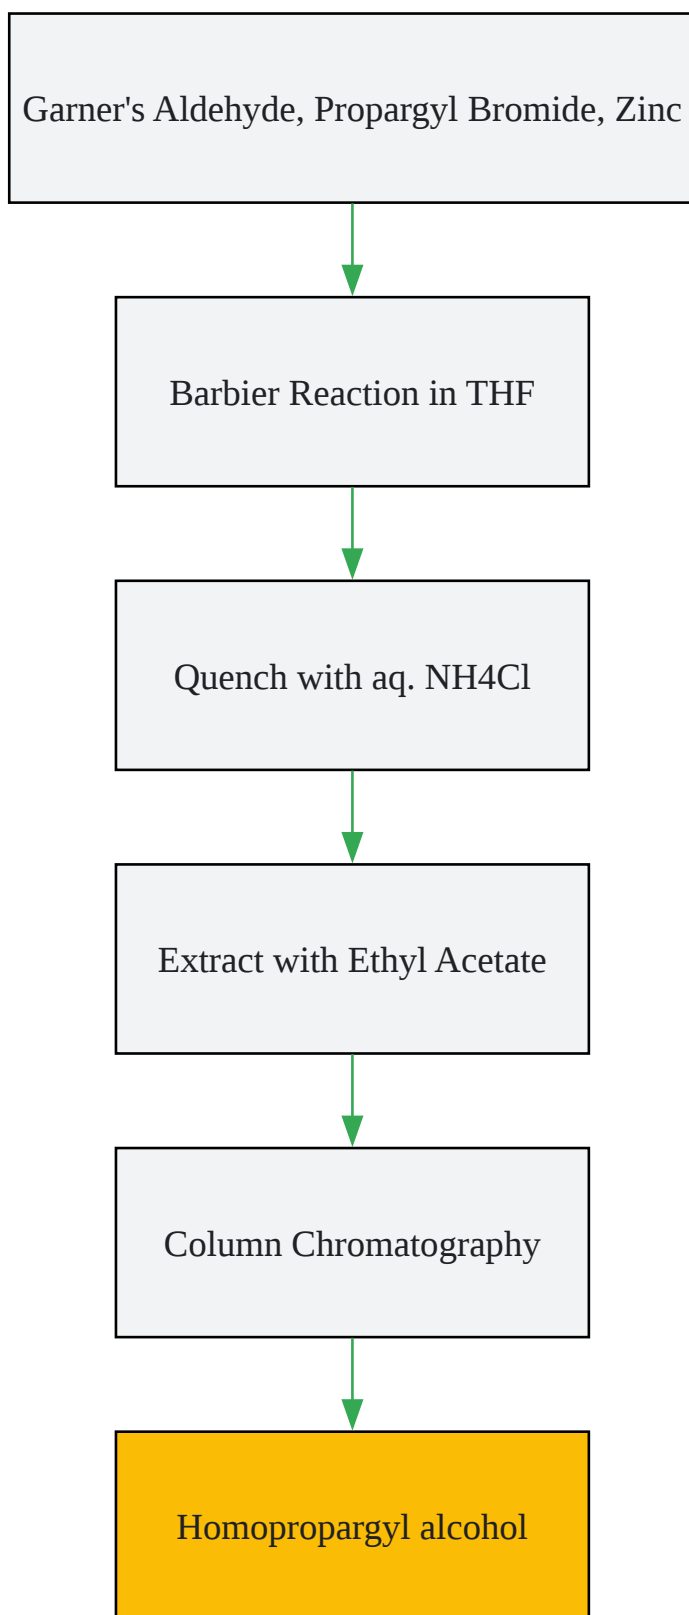 Garner's Aldehyde, Propargyl Bromide, Zinc
Barbier Reaction in THF
Quench with aq. NH4Cl
Extract with Ethyl Acetate
Column Chromatography
Homopropargyl alcohol